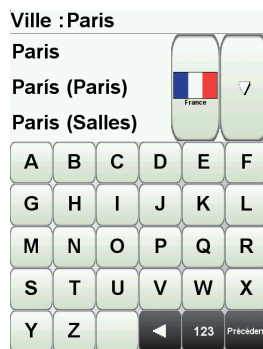 Ville :Paris
Paris
París (Paris)
Paris (Salles)
France
A B C D E F
G H I J K L
M N O P Q R
S T U V W X
Y Z 123 Précéden